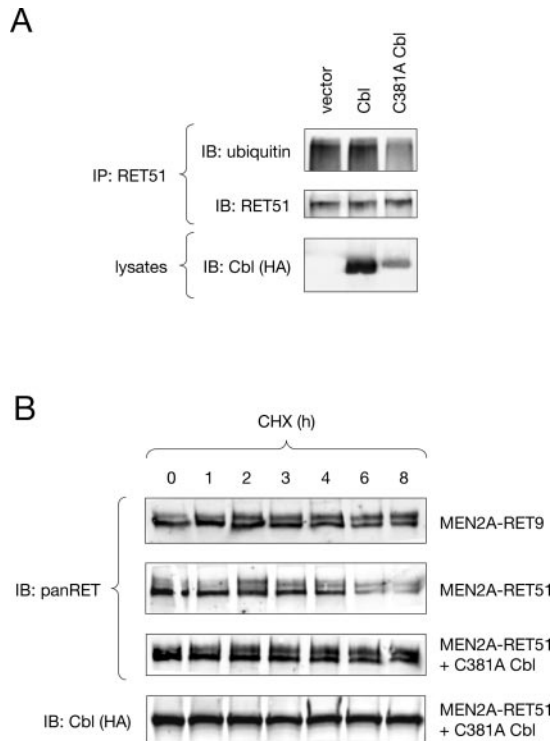 A
vector
Cbl
C381A Cbl
IP: RET51
IB: ubiquitin
IB: RET51
lysates
IB: Cbl (HA)
B
CHX (h)
0 1 2 3 4 6 8
IB: panRET
MEN2A-RET9
MEN2A-RET51
MEN2A-RET51
+ C381A Cbl
IB: Cbl (HA)
MEN2A-RET51
+ C381A Cbl